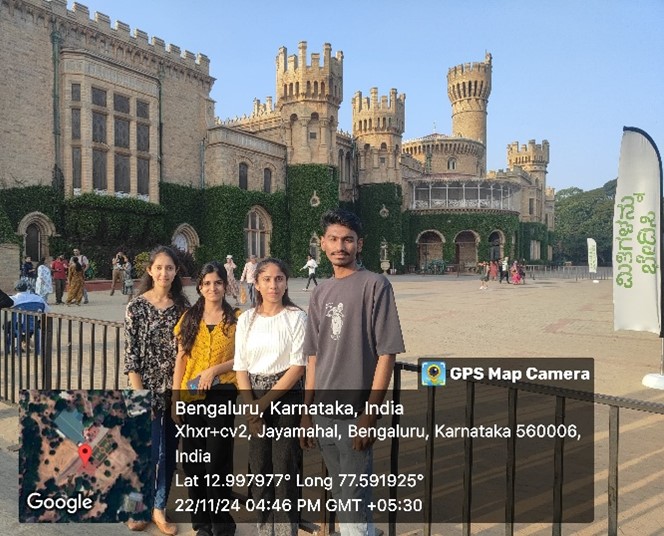 ಮಿತಿಗಳನ್ನು
GPS Map Camera
Bengaluru, Karnataka, India
Xhxr+cv2, Jayamahal, Bengaluru, Karnataka 560006,
India
Lat 12.997977° Long 77.591925°
22/11/24 04:46 PM GMT +05:30
Google